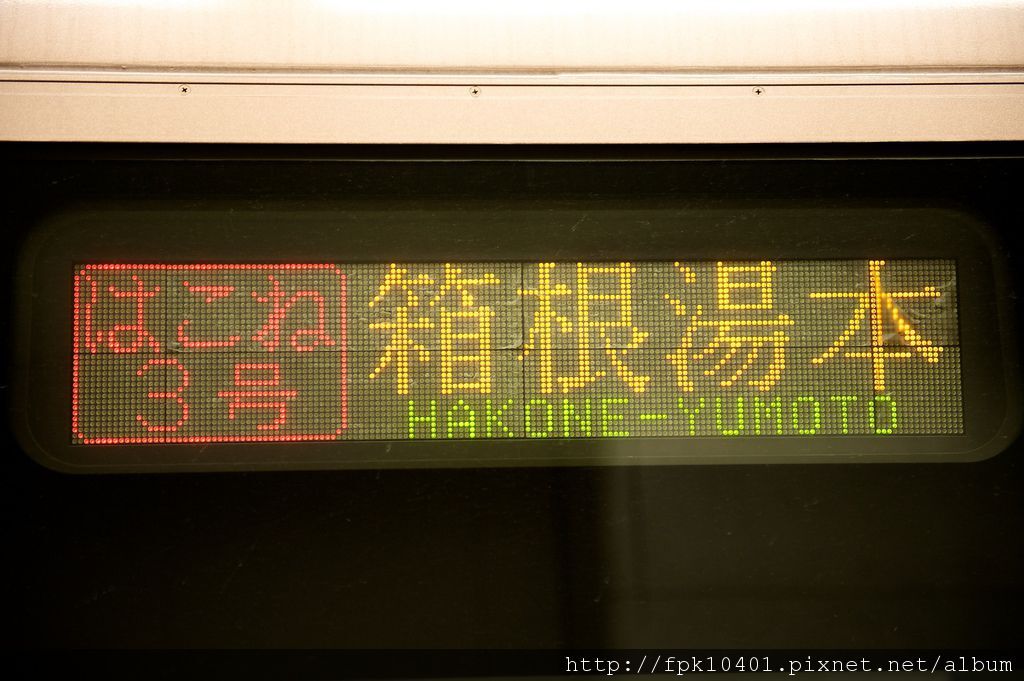 はこね
3号
箱根湯本
HAKONE-YUMOTO
http://fpk10401.pixnet.net/album